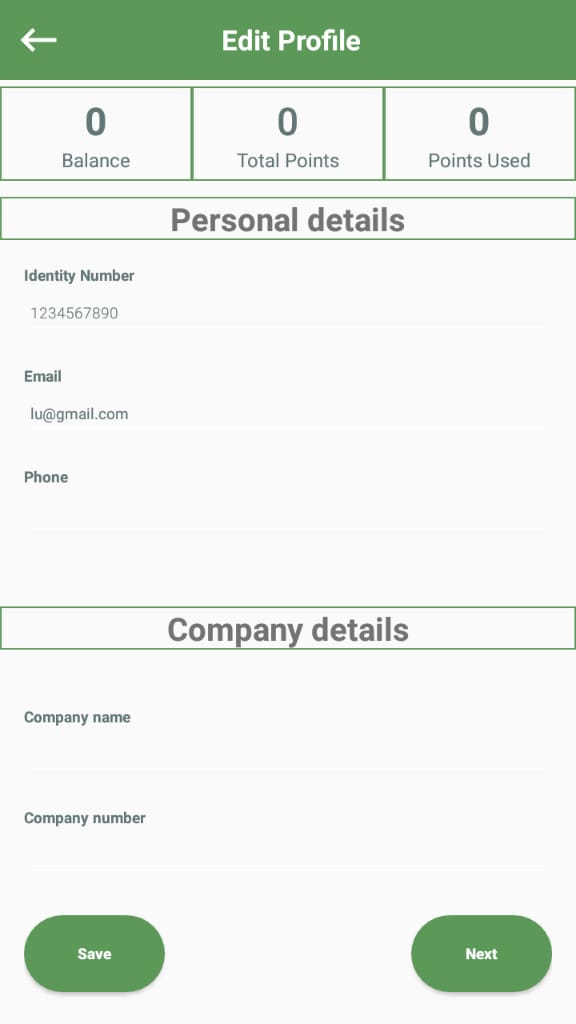 Edit Profile
0 0 0
Balance Total Points Points Used
Personal details
Identity Number
1234567890
Email
lu@gmail.com
Phone
Company details
Company name
Company number
Save Next